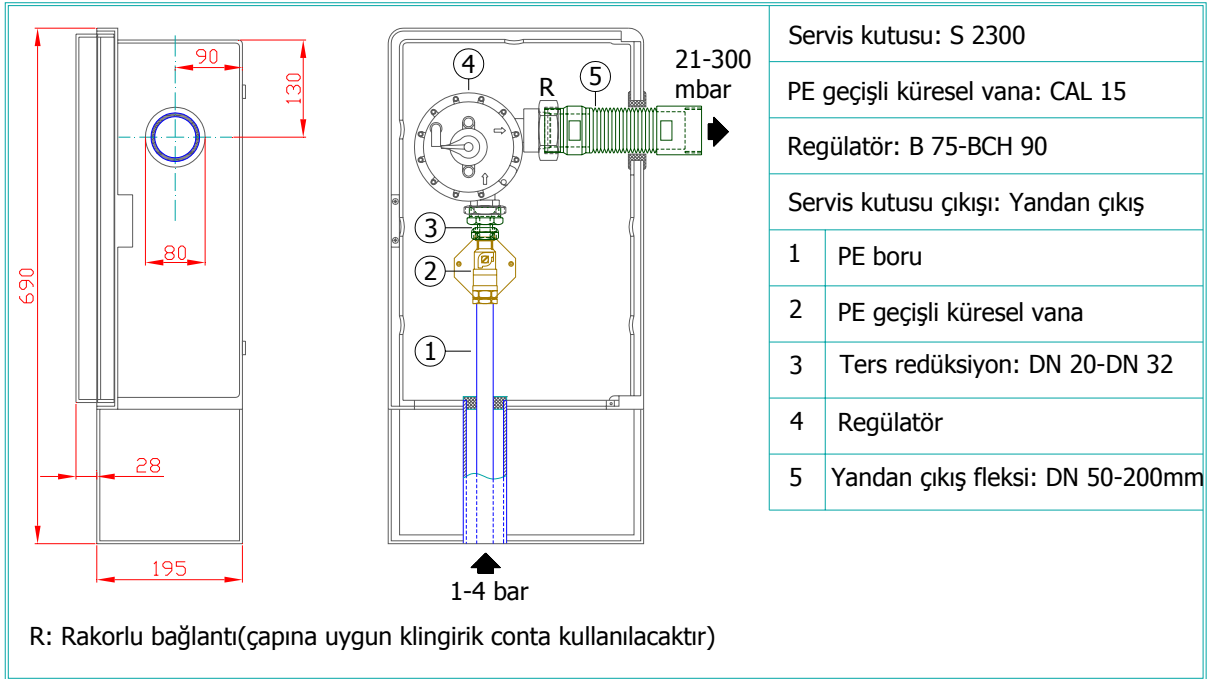 90
130
690
80
28
195
4
R
5
21-300
mbar
3
2
1
1-4 bar
Servis kutusu: S 2300
PE geçişli küresel vana: CAL 15
Regülatör: B 75-BCH 90
Servis kutusu çıkışı: Yandan çıkış
1 PE boru
2 PE geçişli küresel vana
3 Ters redüksiyon: DN 20-DN 32
4 Regülatör
5 Yandan çıkış fleksi: DN 50-200mm
R: Rakorlu bağlantı(çapına uygun klingirik conta kullanılacaktır)